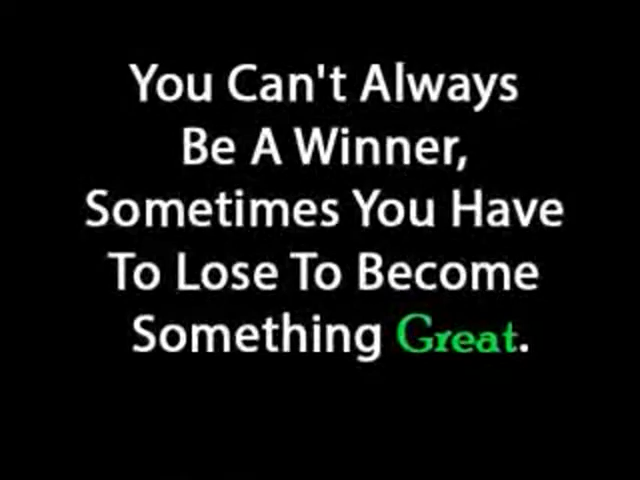 You Can't Always
Be A Winner,
Sometimes You Have
To Lose To Become
Something Great.